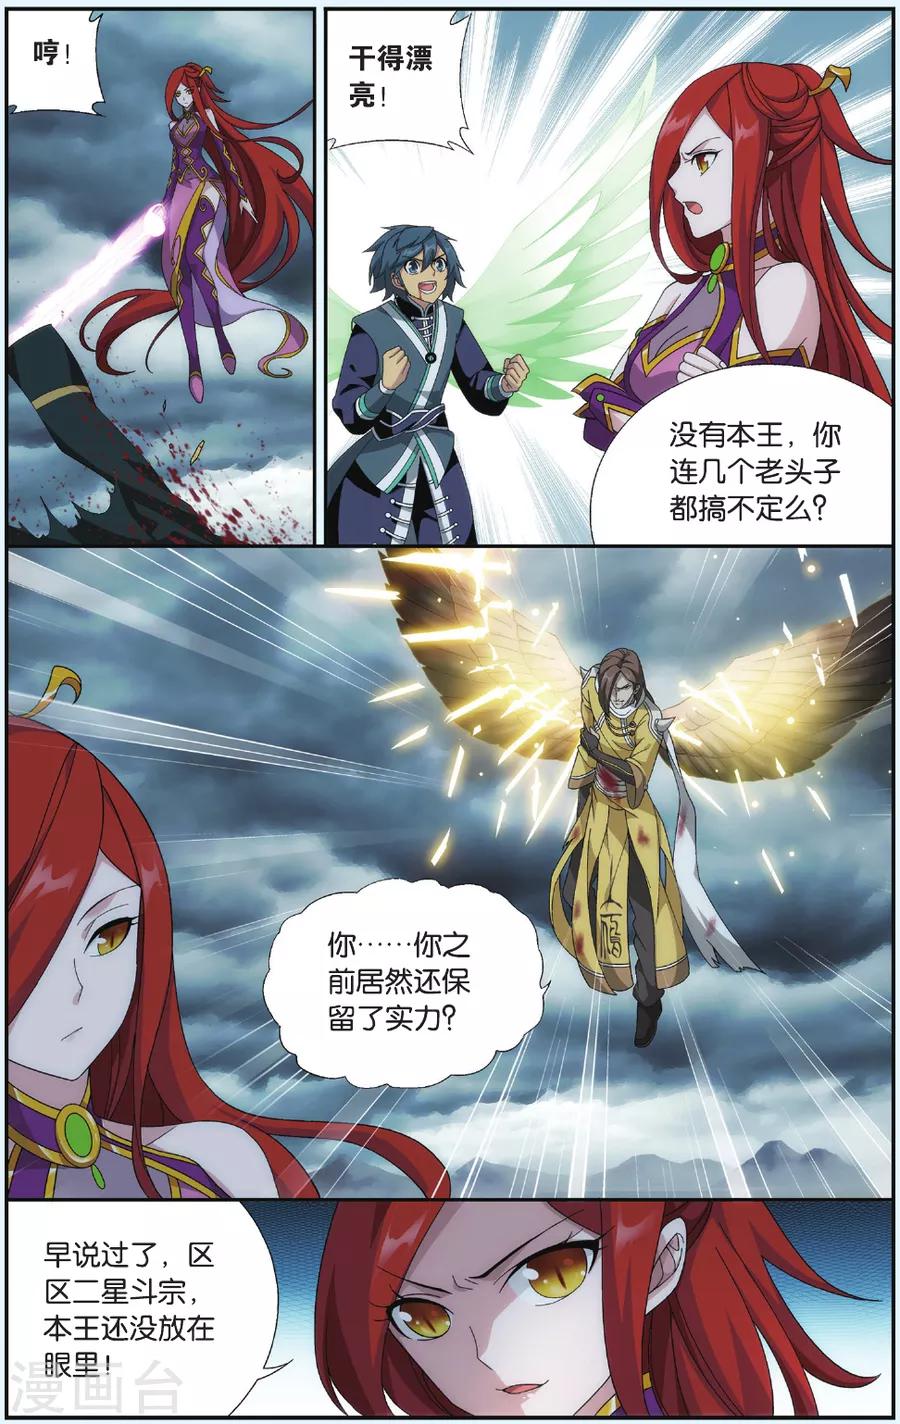 哼！
干得漂
亮！
没有本王，你
连几个老头子
都搞不定么？
你……你之
前居然还保
留了实力？
早说过了，区
区二星斗宗，
本王还没放在
眼里！
漫画台